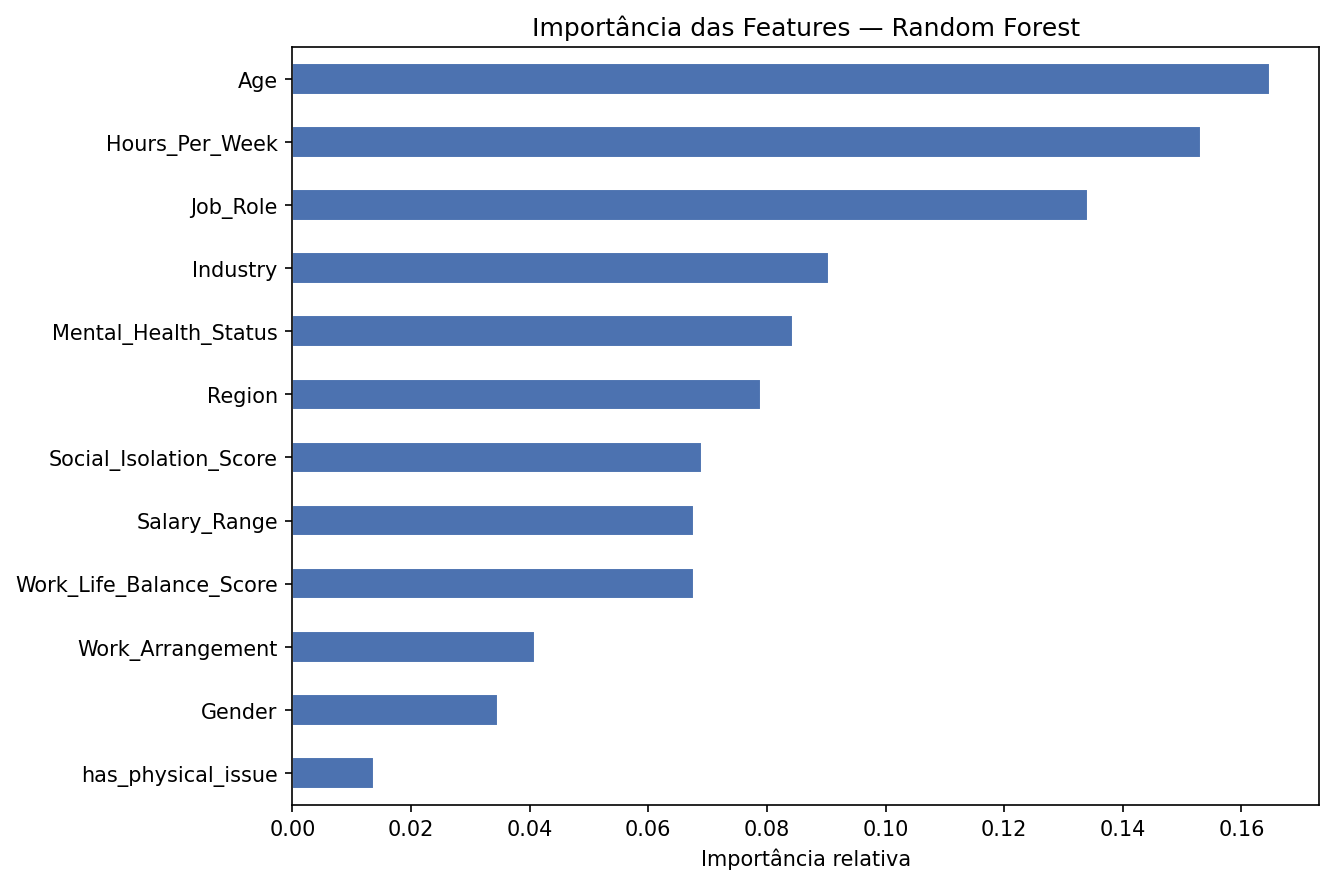 Importância das Features — Random Forest
Age
Hours_Per_Week
Job_Role
Industry
Mental_Health_Status
Region
Social_Isolation_Score
Salary_Range
Work_Life_Balance_Score
Work_Arrangement
Gender
has_physical_issue
0.00 0.02 0.04 0.06 0.08 0.10 0.12 0.14 0.16
Importância relativa